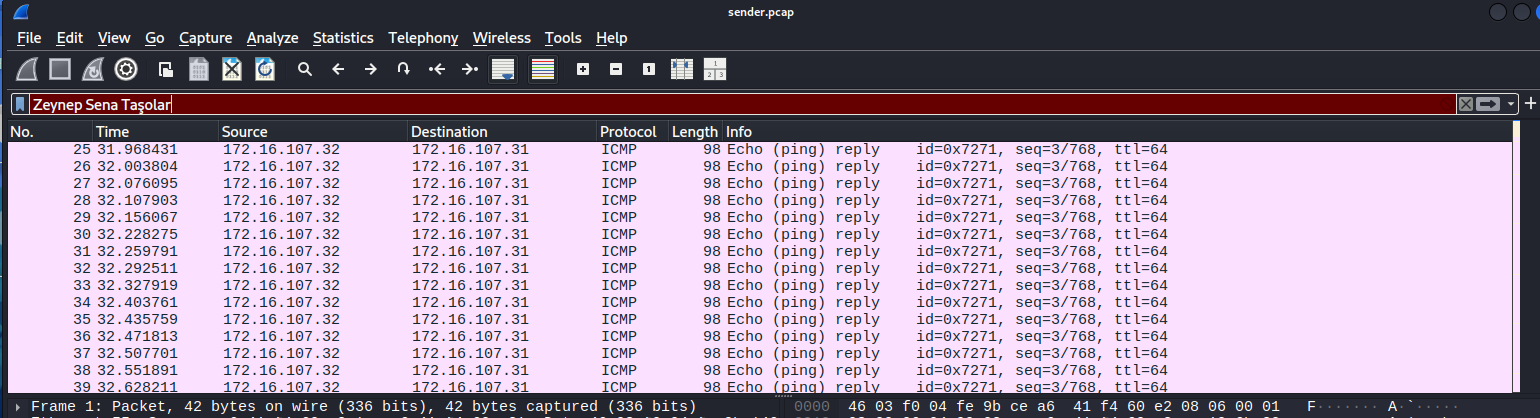 sender.pcap
File Edit View Go Capture Analyze Statistics Telephony Wireless Tools Help
Zeynep Sena Taşolar
No. Time Source Destination Protocol Length Info
25 31.968431 172.16.107.32 172.16.107.31 ICMP 98 Echo (ping) reply id=0x7271, seq=3/768, ttl=64
26 32.003804 172.16.107.32 172.16.107.31 ICMP 98 Echo (ping) reply id=0x7271, seq=3/768, ttl=64
27 32.076095 172.16.107.32 172.16.107.31 ICMP 98 Echo (ping) reply id=0x7271, seq=3/768, ttl=64
28 32.107903 172.16.107.32 172.16.107.31 ICMP 98 Echo (ping) reply id=0x7271, seq=3/768, ttl=64
29 32.156067 172.16.107.32 172.16.107.31 ICMP 98 Echo (ping) reply id=0x7271, seq=3/768, ttl=64
30 32.228275 172.16.107.32 172.16.107.31 ICMP 98 Echo (ping) reply id=0x7271, seq=3/768, ttl=64
31 32.259791 172.16.107.32 172.16.107.31 ICMP 98 Echo (ping) reply id=0x7271, seq=3/768, ttl=64
32 32.292511 172.16.107.32 172.16.107.31 ICMP 98 Echo (ping) reply id=0x7271, seq=3/768, ttl=64
33 32.327919 172.16.107.32 172.16.107.31 ICMP 98 Echo (ping) reply id=0x7271, seq=3/768, ttl=64
34 32.403761 172.16.107.32 172.16.107.31 ICMP 98 Echo (ping) reply id=0x7271, seq=3/768, ttl=64
35 32.435759 172.16.107.32 172.16.107.31 ICMP 98 Echo (ping) reply id=0x7271, seq=3/768, ttl=64
36 32.471813 172.16.107.32 172.16.107.31 ICMP 98 Echo (ping) reply id=0x7271, seq=3/768, ttl=64
37 32.507701 172.16.107.32 172.16.107.31 ICMP 98 Echo (ping) reply id=0x7271, seq=3/768, ttl=64
38 32.551891 172.16.107.32 172.16.107.31 ICMP 98 Echo (ping) reply id=0x7271, seq=3/768, ttl=64
39 32.628211 172.16.107.32 172.16.107.31 ICMP 98 Echo (ping) reply id=0x7271, seq=3/768, ttl=64
Frame 1: Packet, 42 bytes on wire (336 bits), 42 bytes captured (336 bits) 0000 46 03 f0 04 fe 9b ce a6 41 f4 60 e2 08 06 00 01 F······· A·`·····